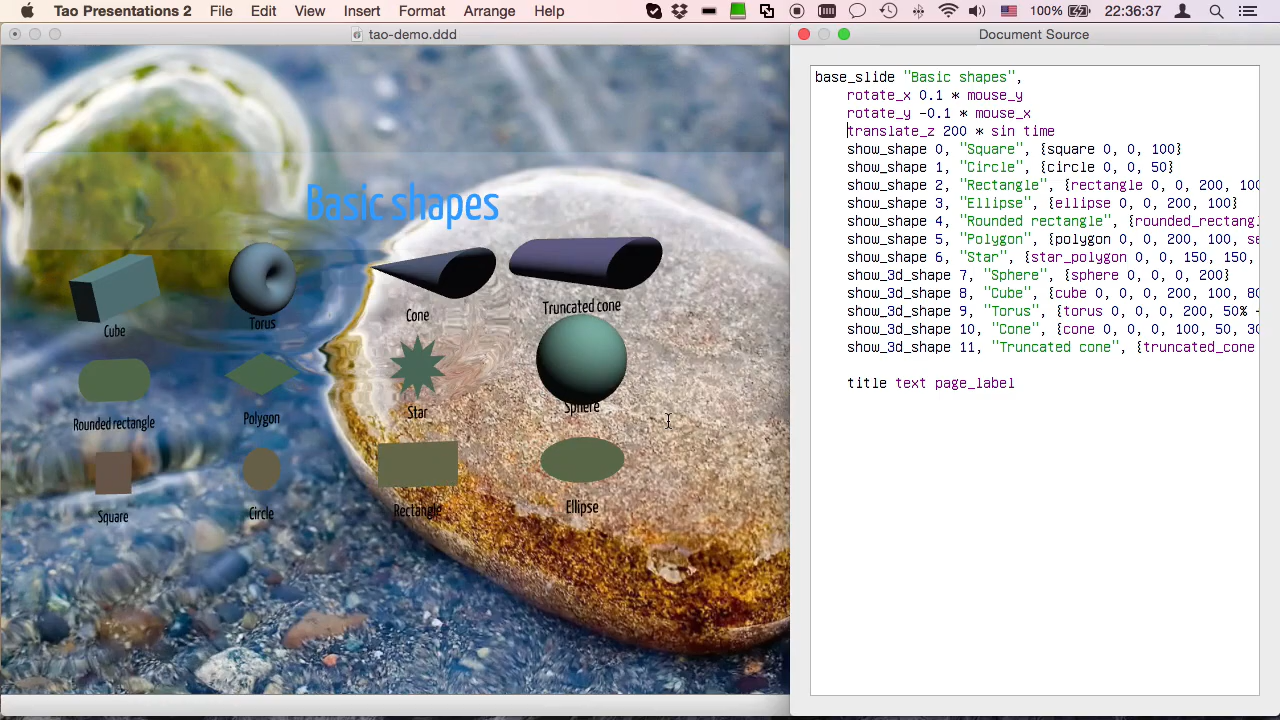 Tao Presentations 2 File Edit View Insert Format Arrange Help 100% 22:36:37
tao-demo.ddd
Basic shapes
Cube
Torus
Cone
Truncated cone
Rounded rectangle
Polygon
Star
Sphere
Square
Circle
Rectangle
Ellipse
Document Source
base_slide "Basic shapes",
rotate_x 0.1 * mouse_y
rotate_y -0.1 * mouse_x
translate_z 200 * sin time
show_shape 0, "Square", {square 0, 0, 100}
show_shape 1, "Circle", {circle 0, 0, 50}
show_shape 2, "Rectangle", {rectangle 0, 0, 200, 100
show_shape 3, "Ellipse", {ellipse 0, 0, 200, 100}
show_shape 4, "Rounded rectangle", {rounded_rectangl
show_shape 5, "Polygon", {polygon 0, 0, 200, 100, se
show_shape 6, "Star", {star_polygon 0, 0, 150, 150,
show_3d_shape 7, "Sphere", {sphere 0, 0, 0, 200}
show_3d_shape 8, "Cube", {cube 0, 0, 0, 200, 100, 80
show_3d_shape 9, "Torus", {torus 0, 0, 0, 200, 50% -
show_3d_shape 10, "Cone", {cone 0, 0, 0, 100, 50, 30
show_3d_shape 11, "Truncated cone", {truncated_cone
title text page_label